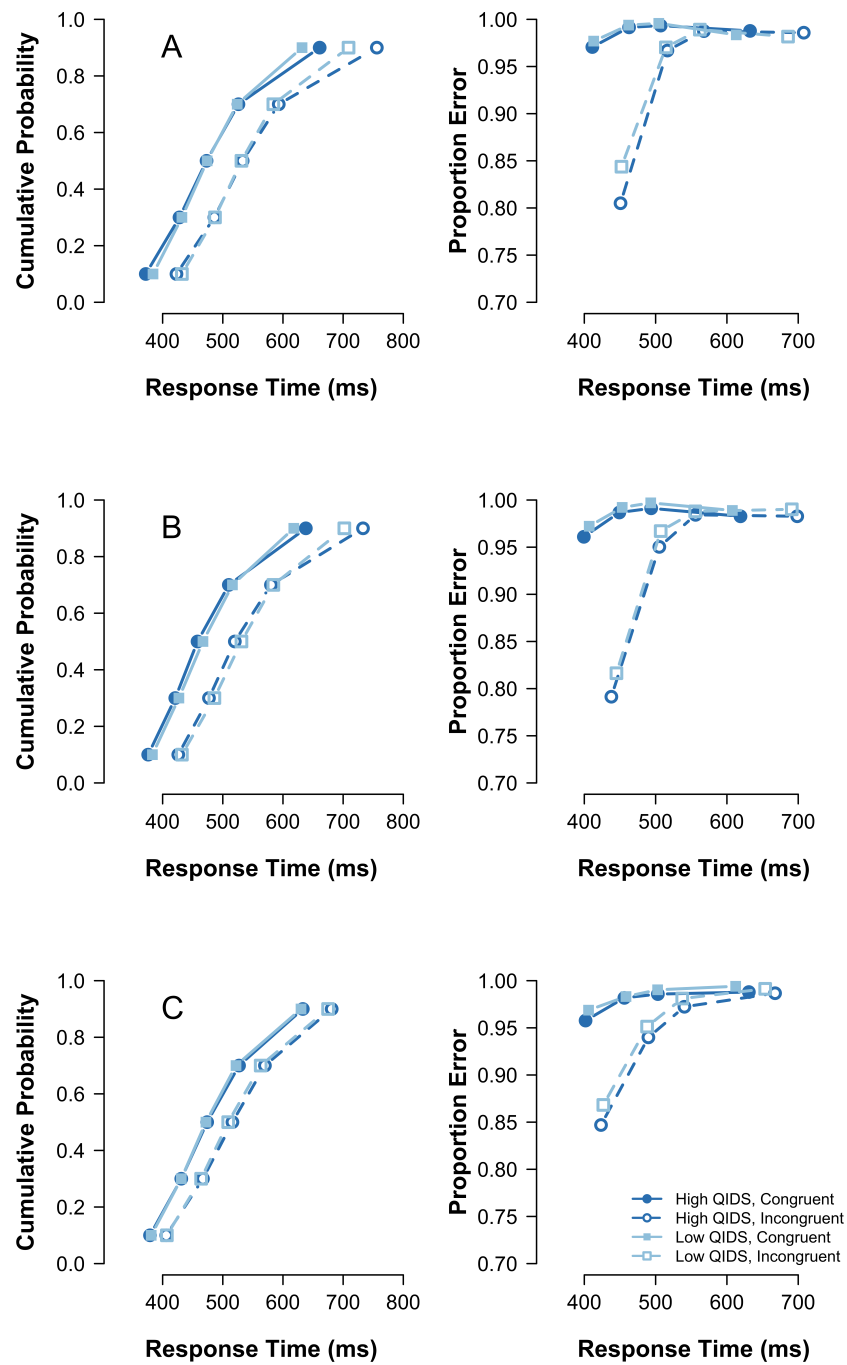 A
Cumulative Probability
1.0
0.8
0.6
0.4
0.2
0.0
400 500 600 700 800
Response Time (ms)
Proportion Error
1.00
0.95
0.90
0.85
0.80
0.75
0.70
400 500 600 700
Response Time (ms)
B
Cumulative Probability
1.0
0.8
0.6
0.4
0.2
0.0
400 500 600 700 800
Response Time (ms)
Proportion Error
1.00
0.95
0.90
0.85
0.80
0.75
0.70
400 500 600 700
Response Time (ms)
C
Cumulative Probability
1.0
0.8
0.6
0.4
0.2
0.0
400 500 600 700 800
Response Time (ms)
Proportion Error
1.00
0.95
0.90
0.85
0.80
0.75
0.70
400 500 600 700
Response Time (ms)
High QIDS, Congruent
High QIDS, Incongruent
Low QIDS, Congruent
Low QIDS, Incongruent